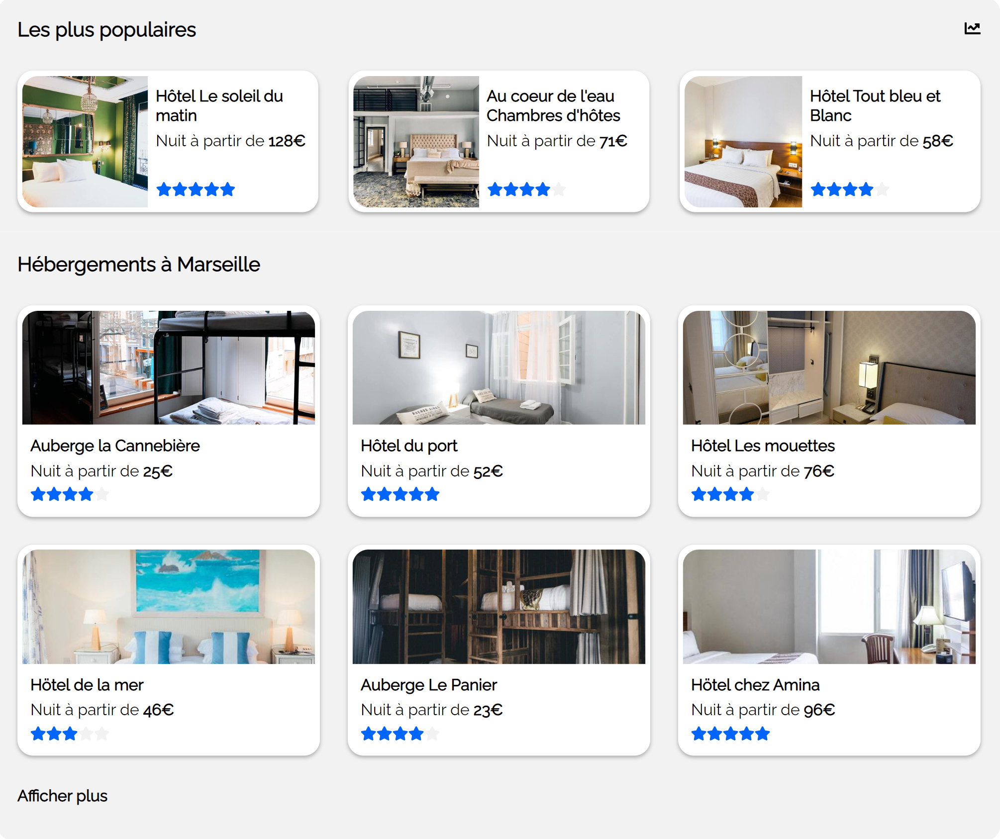 Les plus populaires
Hôtel Le soleil du
matin
Nuit à partir de 128€
Au coeur de l'eau
Chambres d'hôtes
Nuit à partir de 71€
Hôtel Tout bleu et
Blanc
Nuit à partir de 58€
Hébergements à Marseille
Auberge la Cannebière
Nuit à partir de 25€
Hôtel du port
Nuit à partir de 52€
Hôtel Les mouettes
Nuit à partir de 76€
Hötel de la mer
Nuit à partir de 46€
Auberge Le Panier
Nuit à partir de 23€
Hötel chez Amina
Nuit à partir de 96€
Afficher plus
BUENOS AIRES